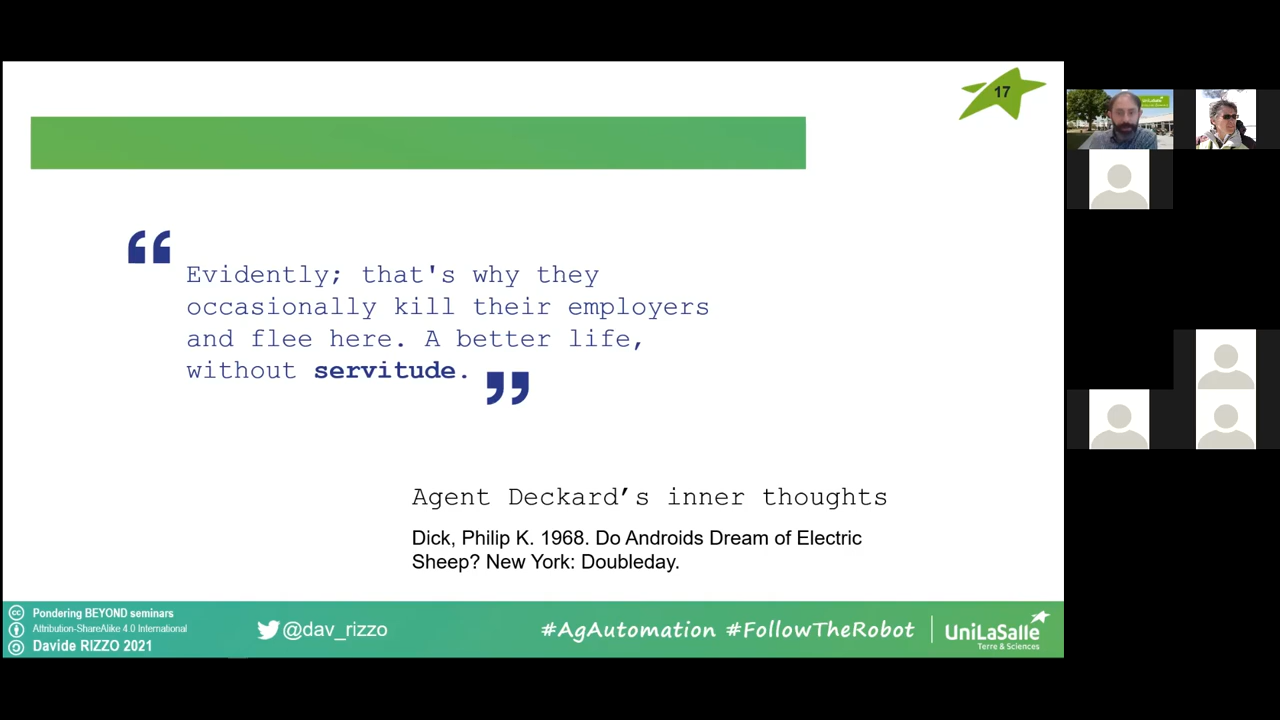 17
UniLaSalle
“
Evidently; that's why they
occasionally kill their employers
and flee here. A better life,
without servitude.
”
Agent Deckard’s inner thoughts
Dick, Philip K. 1968. Do Androids Dream of Electric
Sheep? New York: Doubleday.
cc
Pondering BEYOND seminars
Attribution-ShareAlike 4.0 International
Davide RIZZO 2021
@dav_rizzo
#AgAutomation #FollowTheRobot
UniLaSalle
Terre & Sciences